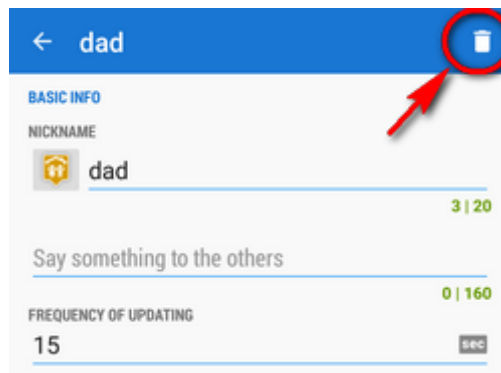 dad
BASIC INFO
NICKNAME
dad
3 | 20
Say something to the others
0 | 160
FREQUENCY OF UPDATING
15 sec